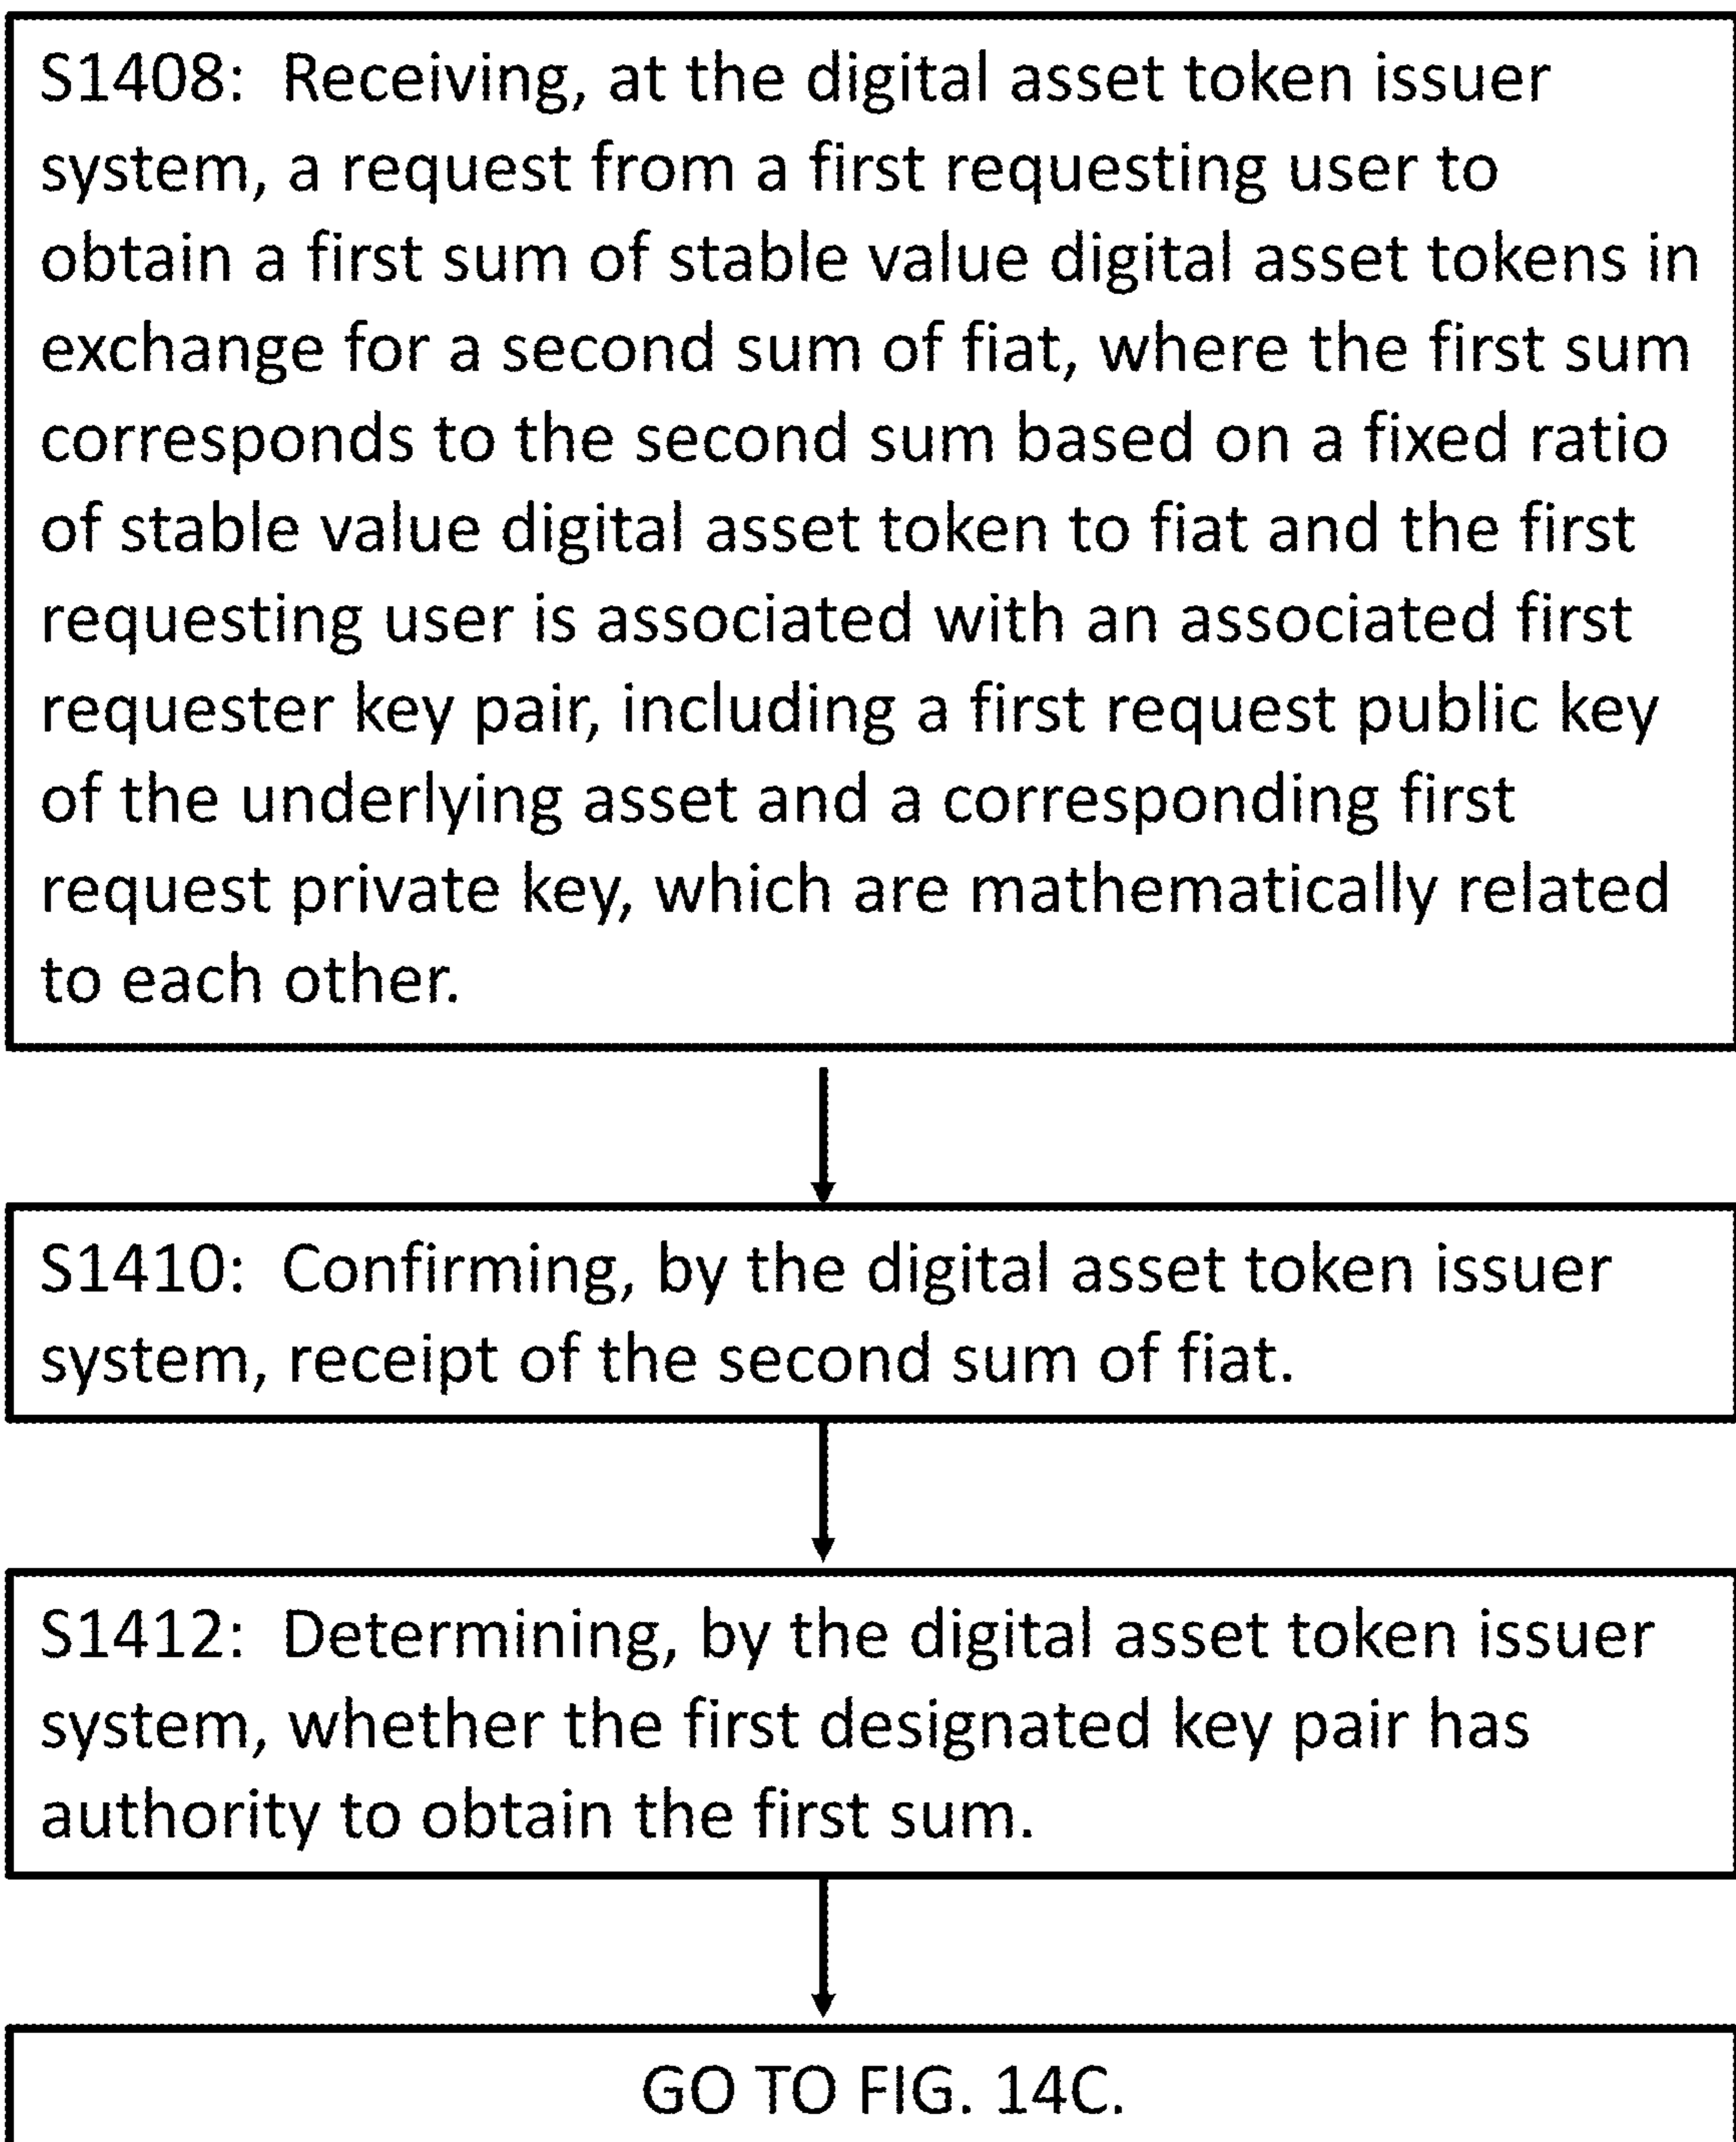 S1408:  Receiving, at the digital asset token issuer
system, a request from a first requesting user to
obtain a first sum of stable value digital asset tokens in
exchange for a second sum of fiat, where the first sum
corresponds to the second sum based on a fixed ratio
of stable value digital asset token to fiat and the first
requesting user is associated with an associated first
requester key pair, including a first request public key
of the underlying asset and a corresponding first
request private key, which are mathematically related
to each other.
S1410:  Confirming, by the digital asset token issuer
system, receipt of the second sum of fiat.
S1412:  Determining, by the digital asset token issuer
system, whether the first designated key pair has
authority to obtain the first sum.
GO TO FIG. 14C.